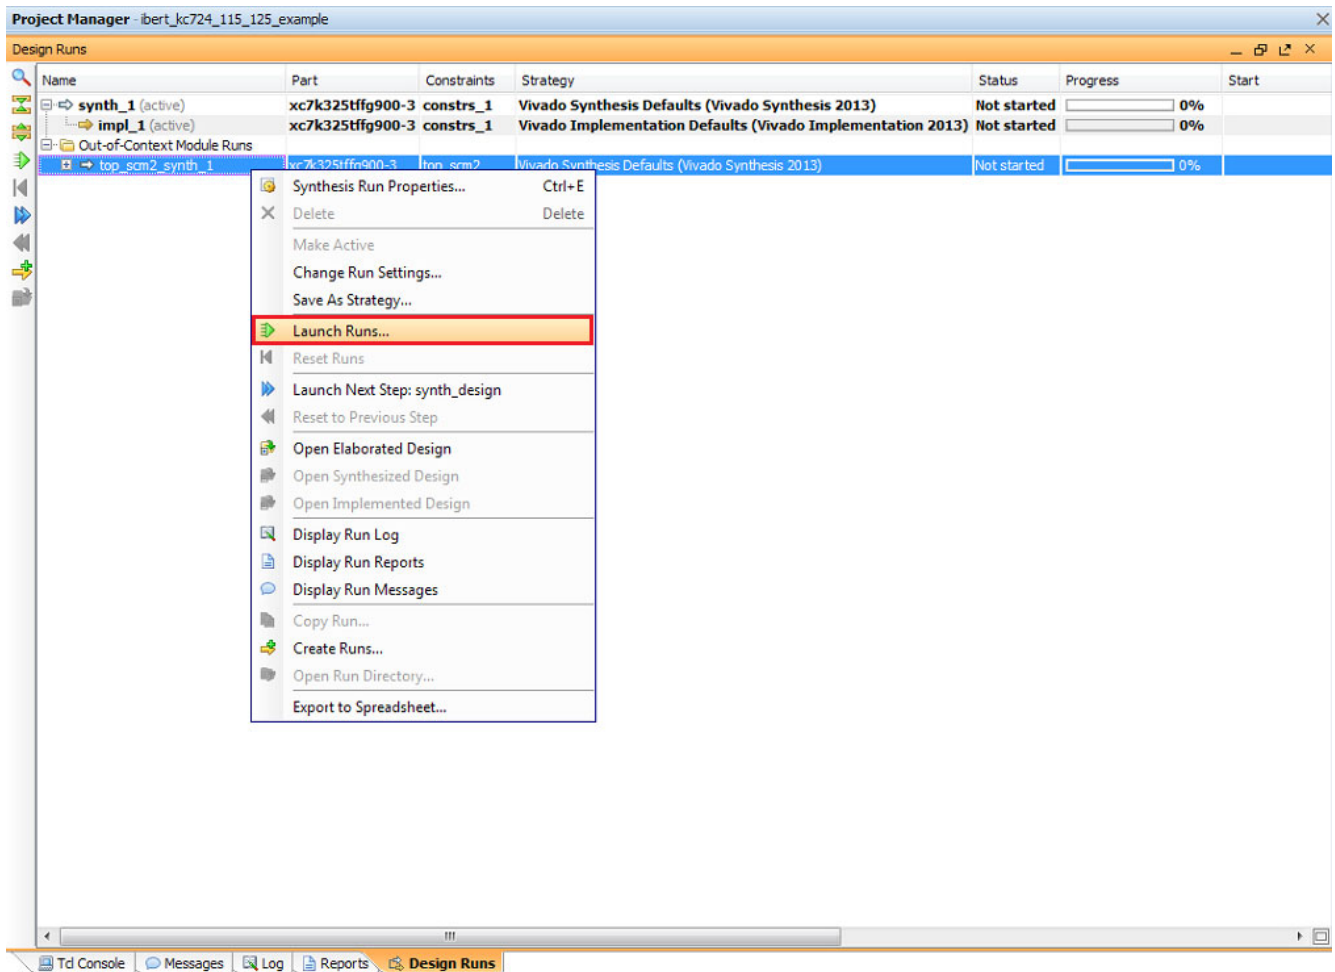 Project Manager - ibert_kc724_115_125_example
Design Runs
Name Part Constraints Strategy Status Progress Start
synth_1 (active) xc7k325tffg900-3 constrs_1 Vivado Synthesis Defaults (Vivado Synthesis 2013) Not started 0%
impl_1 (active) xc7k325tffg900-3 constrs_1 Vivado Implementation Defaults (Vivado Implementation 2013) Not started 0%
Out-of-Context Module Runs
top_scm2_synth_1 xc7k325tffg900-3 top_scm2 Vivado Synthesis Defaults (Vivado Synthesis 2013) Not started 0%
Synthesis Run Properties... Ctrl+E
Delete Delete
Make Active
Change Run Settings...
Save As Strategy...
Launch Runs...
Reset Runs
Launch Next Step: synth_design
Reset to Previous Step
Open Elaborated Design
Open Synthesized Design
Open Implemented Design
Display Run Log
Display Run Reports
Display Run Messages
Copy Run...
Create Runs...
Open Run Directory...
Export to Spreadsheet...
Tcl Console Messages Log Reports Design Runs